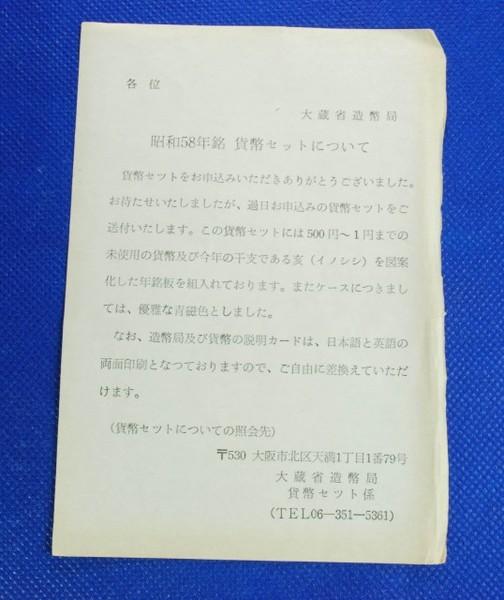 各位
大蔵省造幣局
昭和58年銘 貨幣セットについて
貨幣セットをお申込みいただきありがとうございました。
お待たせいたしましたが、過日お申込みの貨幣セットをご
送付いたします。この貨幣セットには500円～1円までの
未使用の貨幣及び今年の干支である亥(イノシシ)を図案
化した年銘板を組入れております。またケースにつきまし
ては、優雅な青磁色としました。
なお、造幣局及び貨幣の説明カードは、日本語と英語の
両面印刷となつておりますので、ご自由に差換えていただ
けます。
(貨幣セットについての照会先)
〒530 大阪市北区天満1丁目1番79号
大蔵省造幣局
貨幣セット係
(TEL06―351―5361)